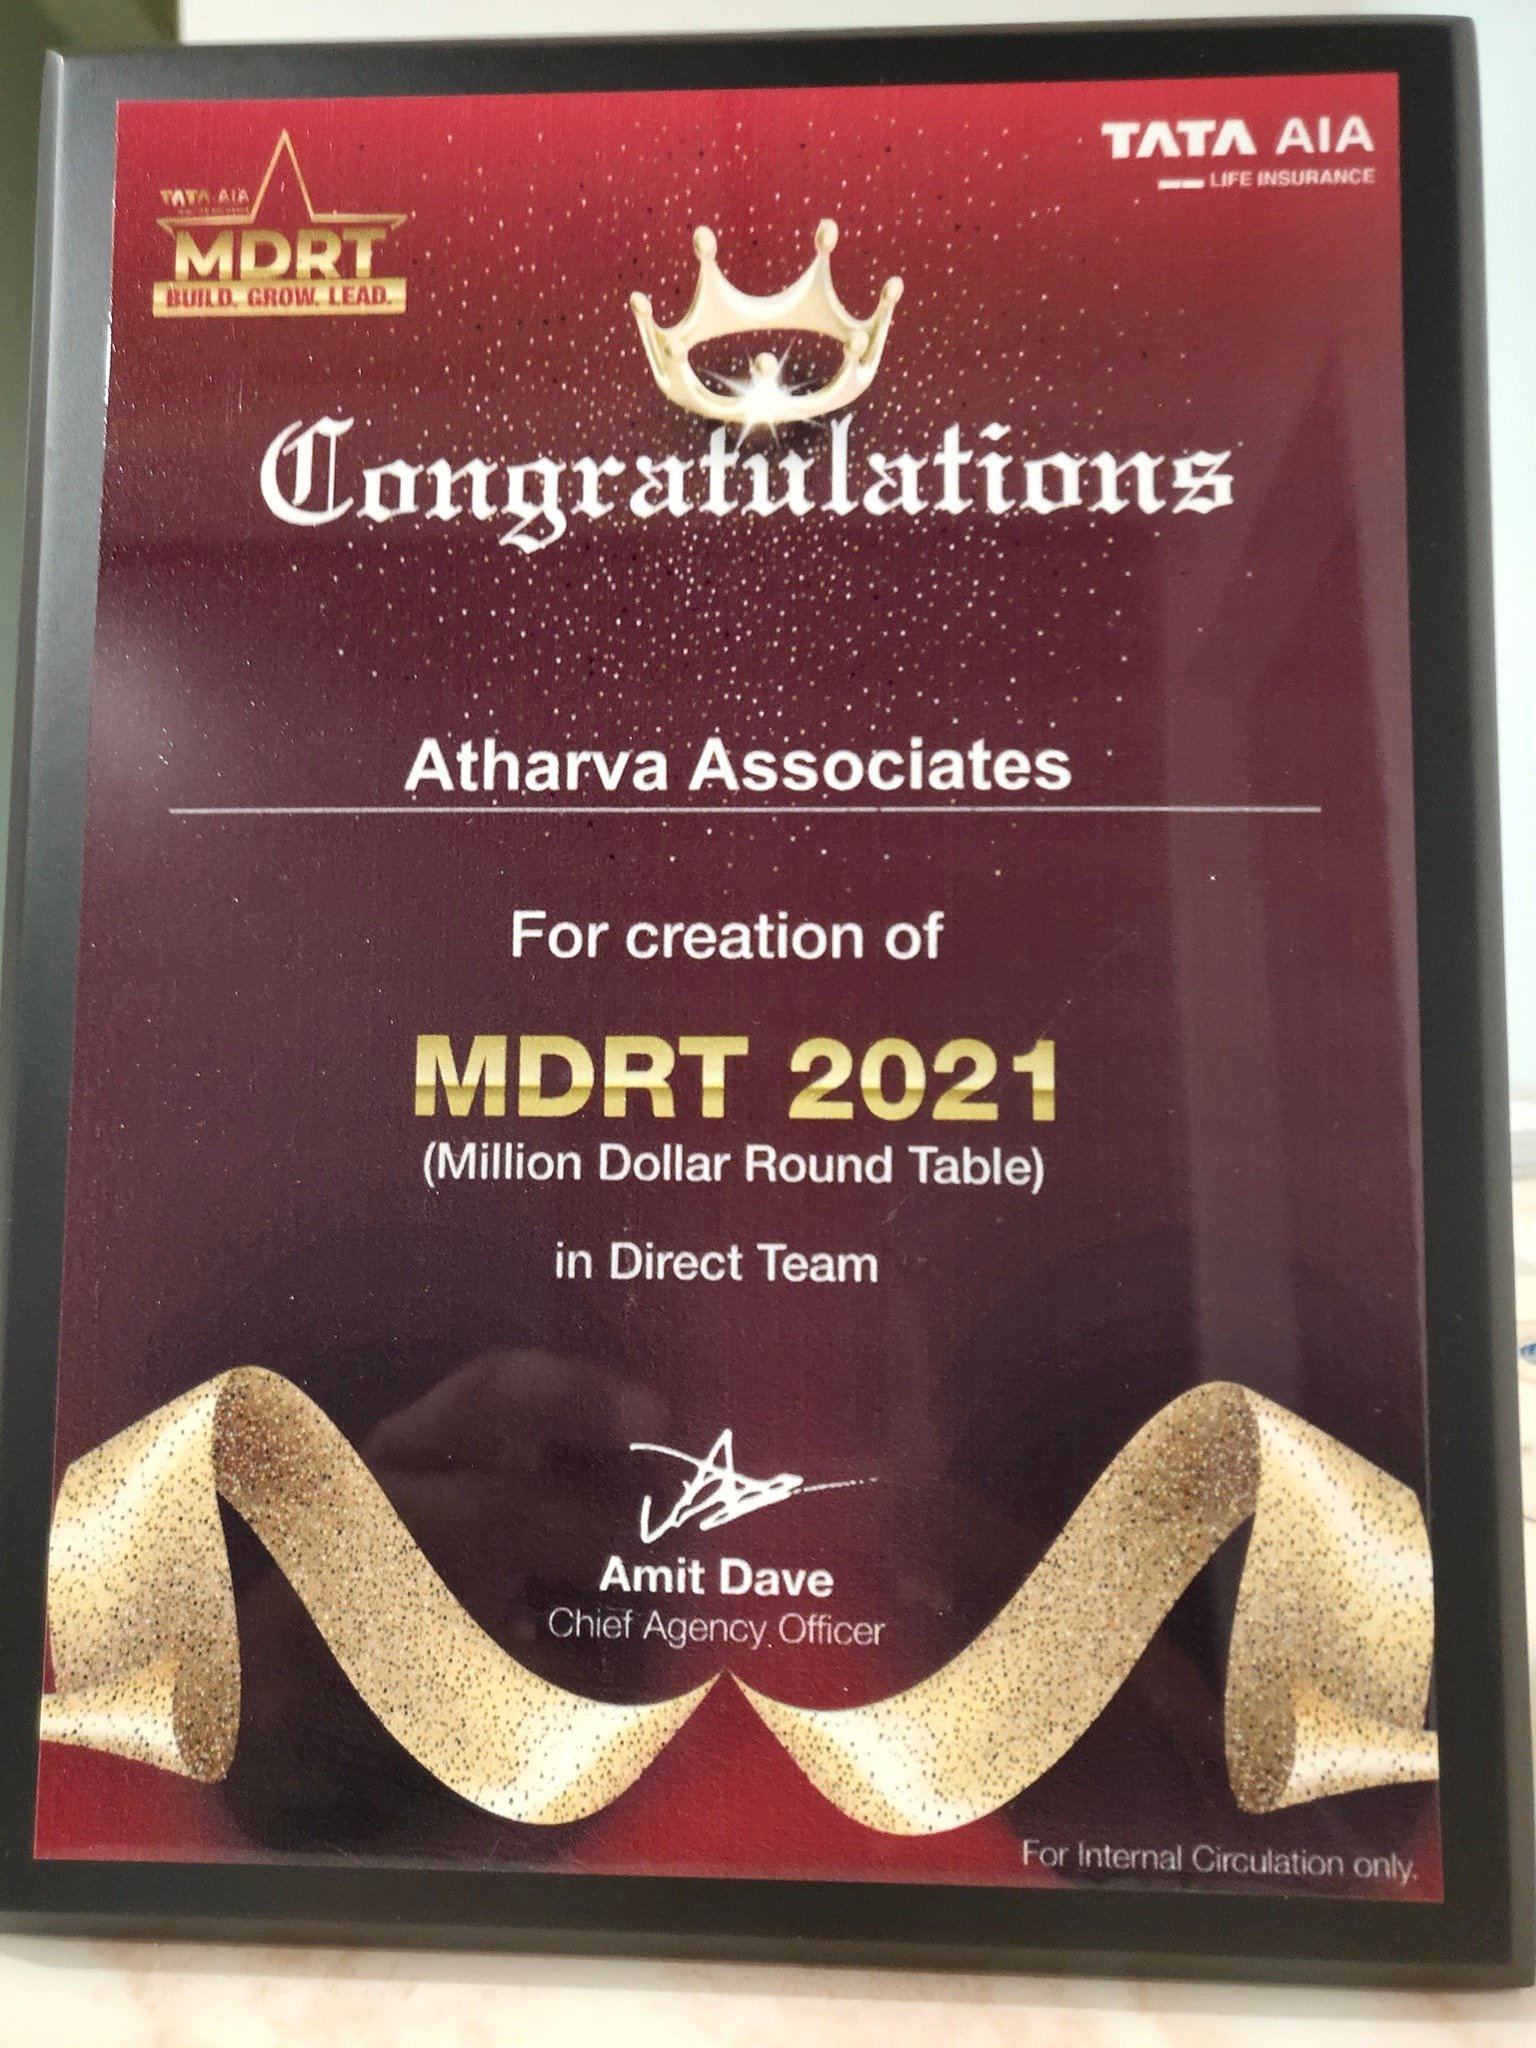 TATA AIA
MDRT
BUILD. GROW. LEAD.
TATA AIA
LIFE INSURANCE
Congratulations
Atharva Associates
For creation of
MDRT 2021
(Million Dollar Round Table)
in Direct Team
Amit Dave
Chief Agency Officer
For Internal Circulation only.